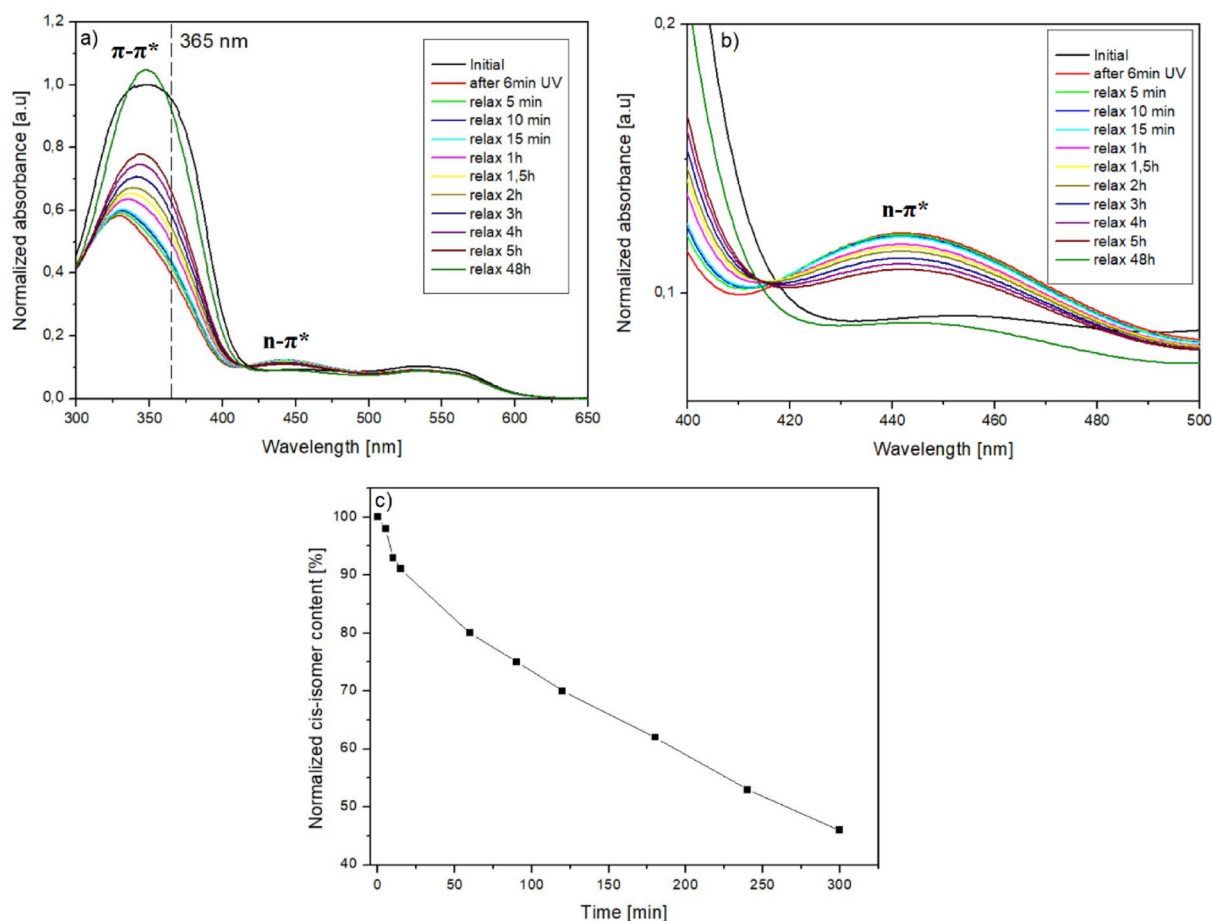 a)
π-π*
365 nm
Initial
after 6min UV
relax 5 min
relax 10 min
relax 15 min
relax 1h
relax 1,5h
relax 2h
relax 3h
relax 4h
relax 5h
relax 48h
n-π*
Normalized absorbance [a.u]
1,2
1,0
0,8
0,6
0,4
0,2
0,0
300 350 400 450 500 550 600 650
Wavelength [nm]
b)
Initial
after 6min UV
relax 5 min
relax 10 min
relax 15 min
relax 1h
relax 1,5h
relax 2h
relax 3h
relax 4h
relax 5h
relax 48h
n-π*
Normalized absorbance [a.u]
0,2
0,1
400 420 440 460 480 500
Wavelength [nm]
c)
Normalized cis-isomer content [%]
100
90
80
70
60
50
40
0 50 100 150 200 250 300
Time [min]